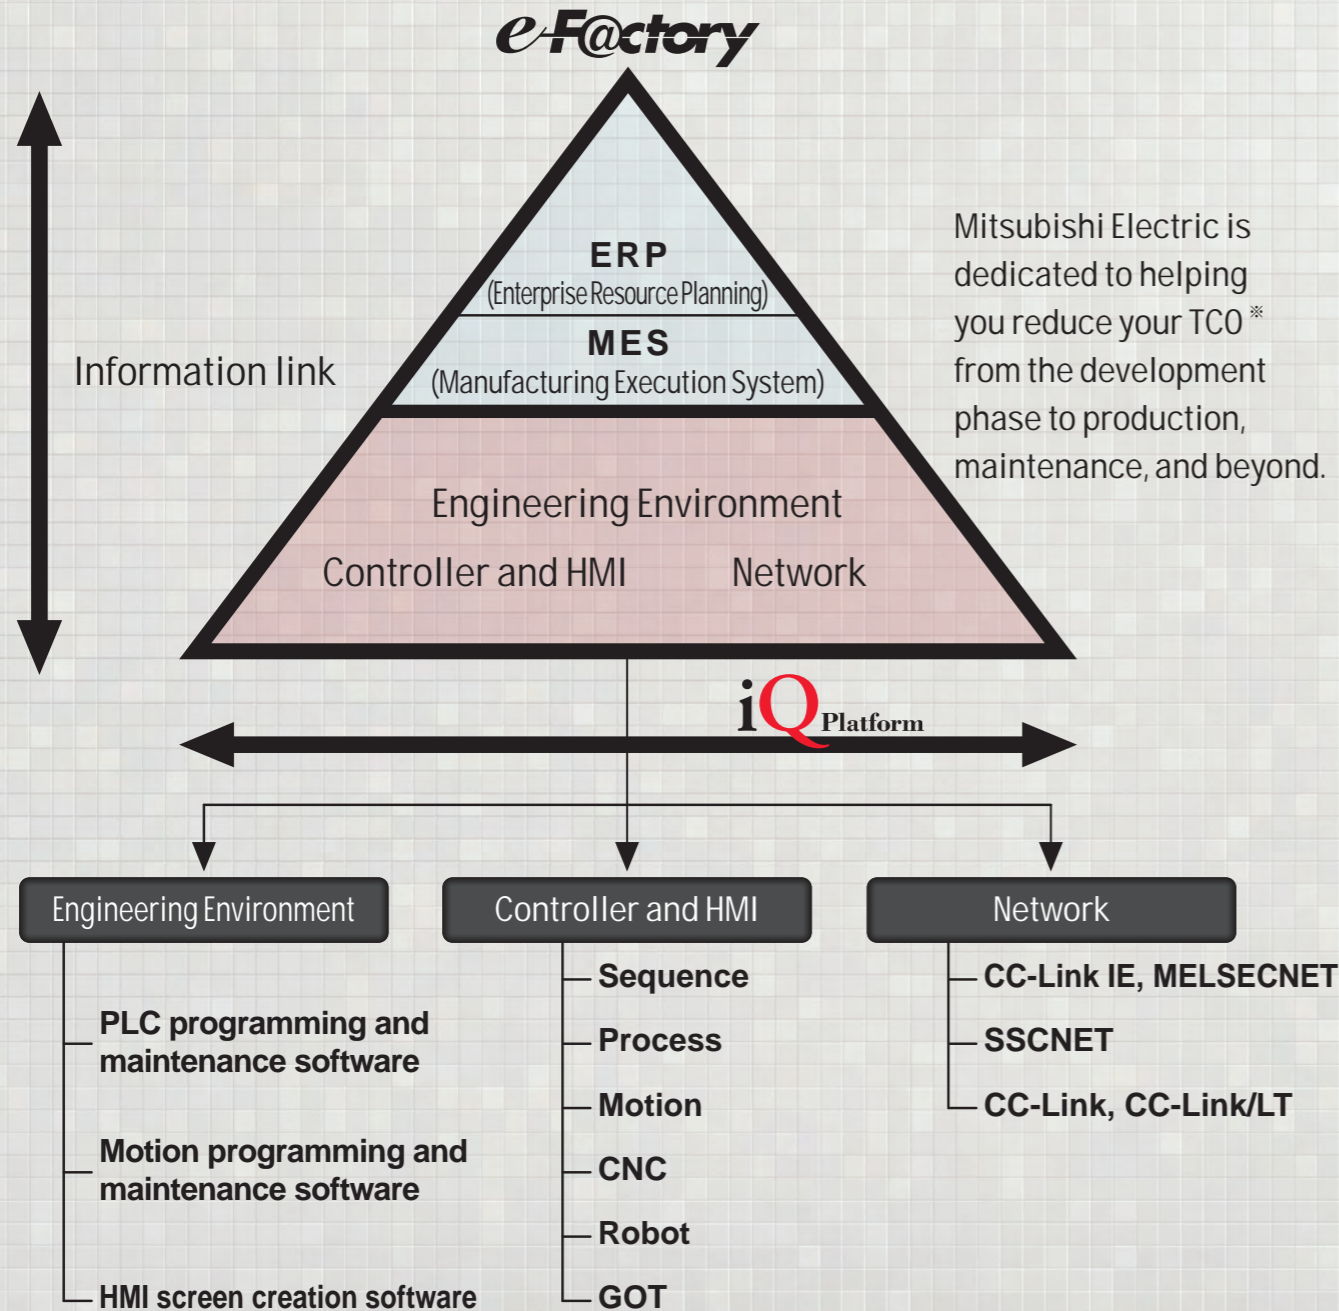 e-F@ctory
ERP
(Enterprise Resource Planning)
MES
(Manufacturing Execution System)
Information link
Mitsubishi Electric is
dedicated to helping
you reduce your TCO ※
from the development
phase to production,
maintenance, and beyond.
Engineering Environment
Controller and HMI
Network
iQ Platform
Engineering Environment
PLC programming and
maintenance software
Motion programming and
maintenance software
HMI screen creation software
Controller and HMI
Sequence
Process
Motion
CNC
Robot
GOT
Network
CC-Link IE, MELSECNET
SSCNET
CC-Link, CC-Link/LT